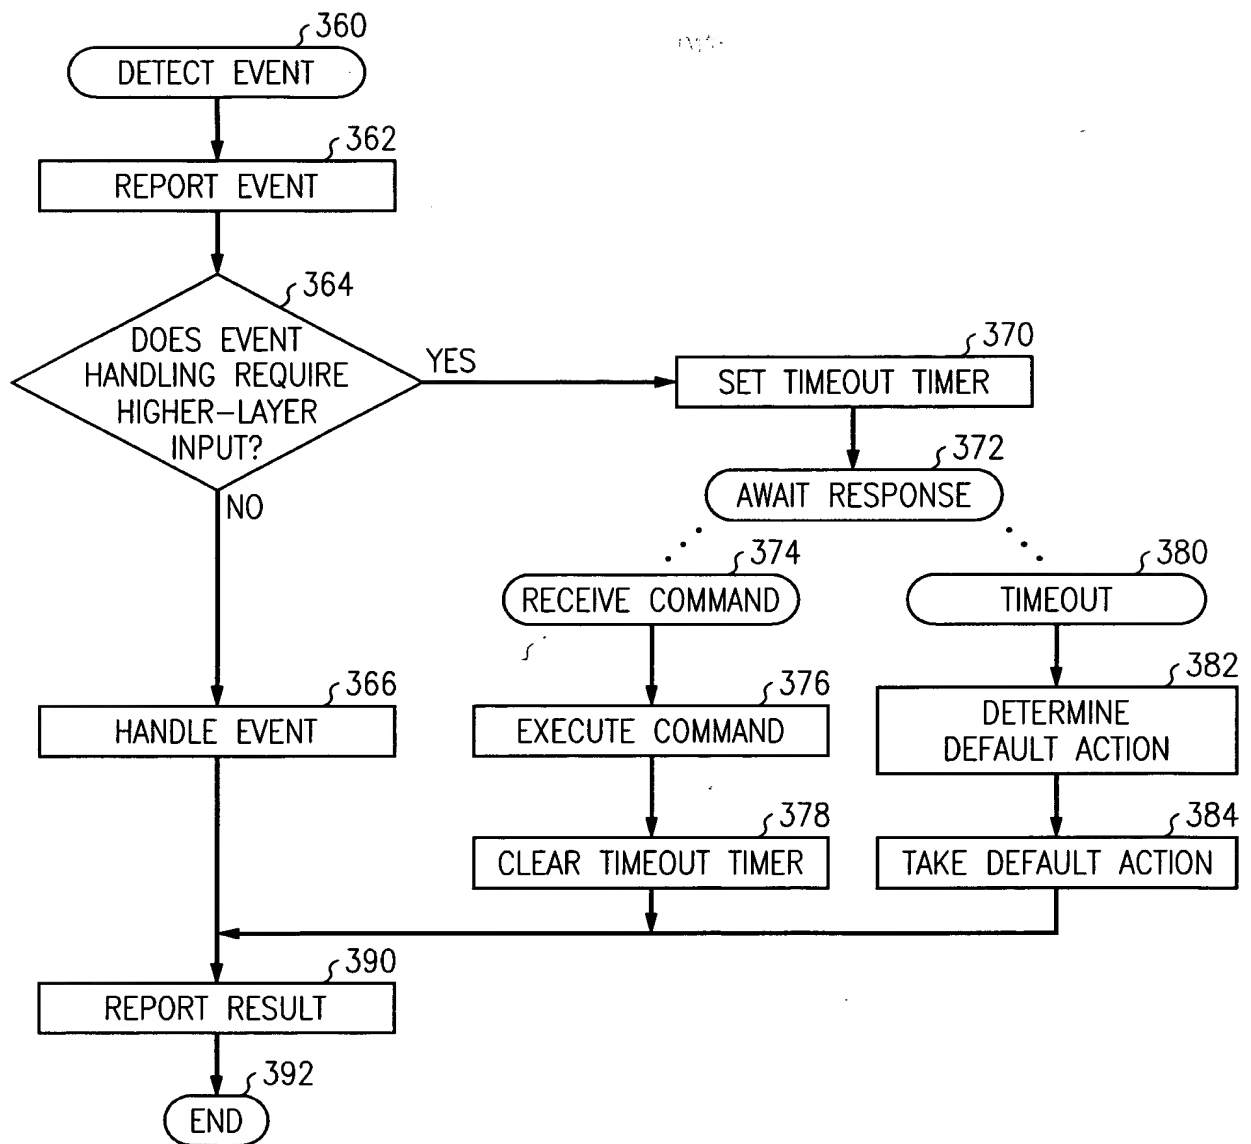 360
DETECT EVENT
362
REPORT EVENT
364
DOES EVENT
HANDLING REQUIRE
HIGHER-LAYER
INPUT?
YES
NO
370
SET TIMEOUT TIMER
372
AWAIT RESPONSE
374
RECEIVE COMMAND
380
TIMEOUT
366
HANDLE EVENT
376
EXECUTE COMMAND
382
DETERMINE
DEFAULT ACTION
378
CLEAR TIMEOUT TIMER
384
TAKE DEFAULT ACTION
390
REPORT RESULT
392
END